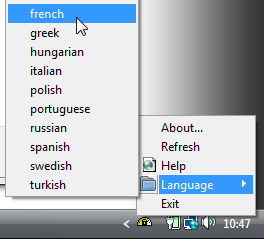 french
greek
hungarian
italian
polish
portuguese
russian
spanish
swedish
turkish
About...
Refresh
Help
Language
Exit
10:47